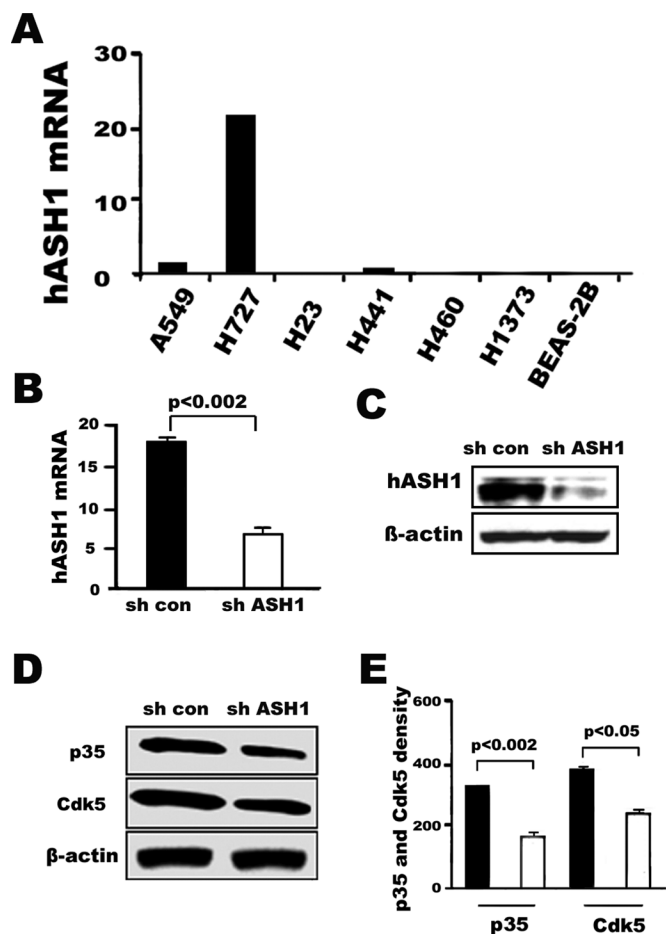 A
hASH1 mRNA
30
20
10
0
A549
H727
H23
H441
H460
H1373
BEAS-2B
B
hASH1 mRNA
20
15
10
5
0
p<0.002
sh con
sh ASH1
C
sh con sh ASH1
hASH1
ß-actin
D
sh con sh ASH1
p35
Cdk5
β-actin
E
p35 and Cdk5 density
600
400
200
0
p<0.002
p<0.05
p35
Cdk5